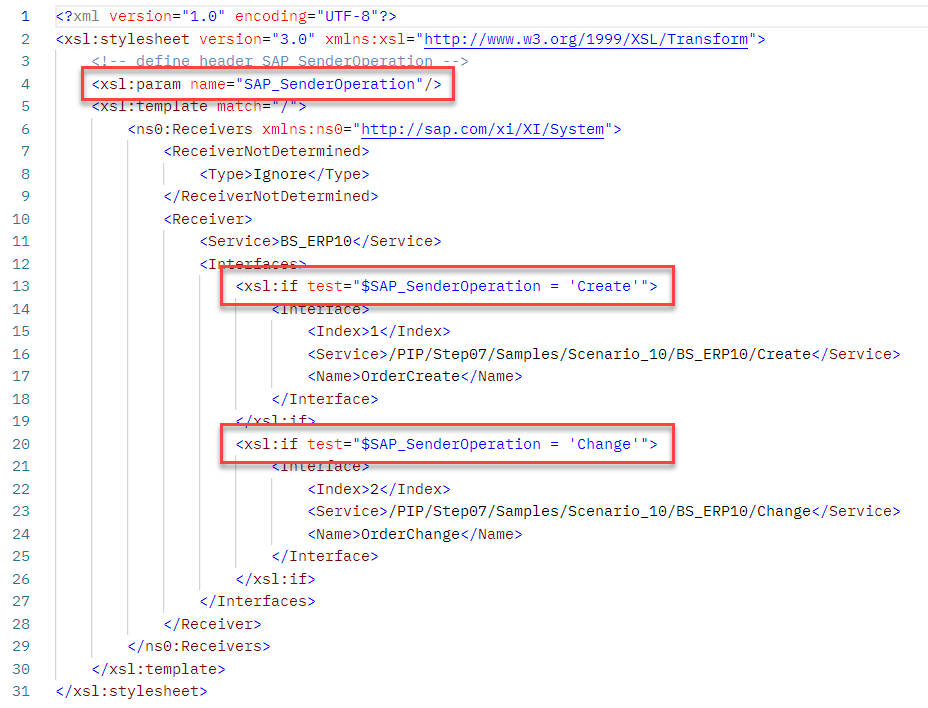 1 <?xml version="1.0" encoding="UTF-8"?>
2 <xsl:stylesheet version="3.0" xmlns:xsl="http://www.w3.org/1999/XSL/Transform">
3 <!-- define header SAP_SenderOperation -->
4 <xsl:param name="SAP_SenderOperation"/>
5 <xsl:template match="/">
6 <ns0:Receivers xmlns:ns0="http://sap.com/xi/XI/System">
7 <ReceiverNotDetermined>
8 <Type>Ignore</Type>
9 </ReceiverNotDetermined>
10 <Receiver>
11 <Service>BS_ERP10</Service>
12 <Interfaces>
13 <xsl:if test="$SAP_SenderOperation = 'Create'">
14 <Interface>
15 <Index>1</Index>
16 <Service>/PIP/Step07/Samples/Scenario_10/BS_ERP10/Create</Service>
17 <Name>OrderCreate</Name>
18 </Interface>
19 </xsl:if>
20 <xsl:if test="$SAP_SenderOperation = 'Change'">
21 <Interface>
22 <Index>2</Index>
23 <Service>/PIP/Step07/Samples/Scenario_10/BS_ERP10/Change</Service>
24 <Name>OrderChange</Name>
25 </Interface>
26 </xsl:if>
27 </Interfaces>
28 </Receiver>
29 </ns0:Receivers>
30 </xsl:template>
31 </xsl:stylesheet>